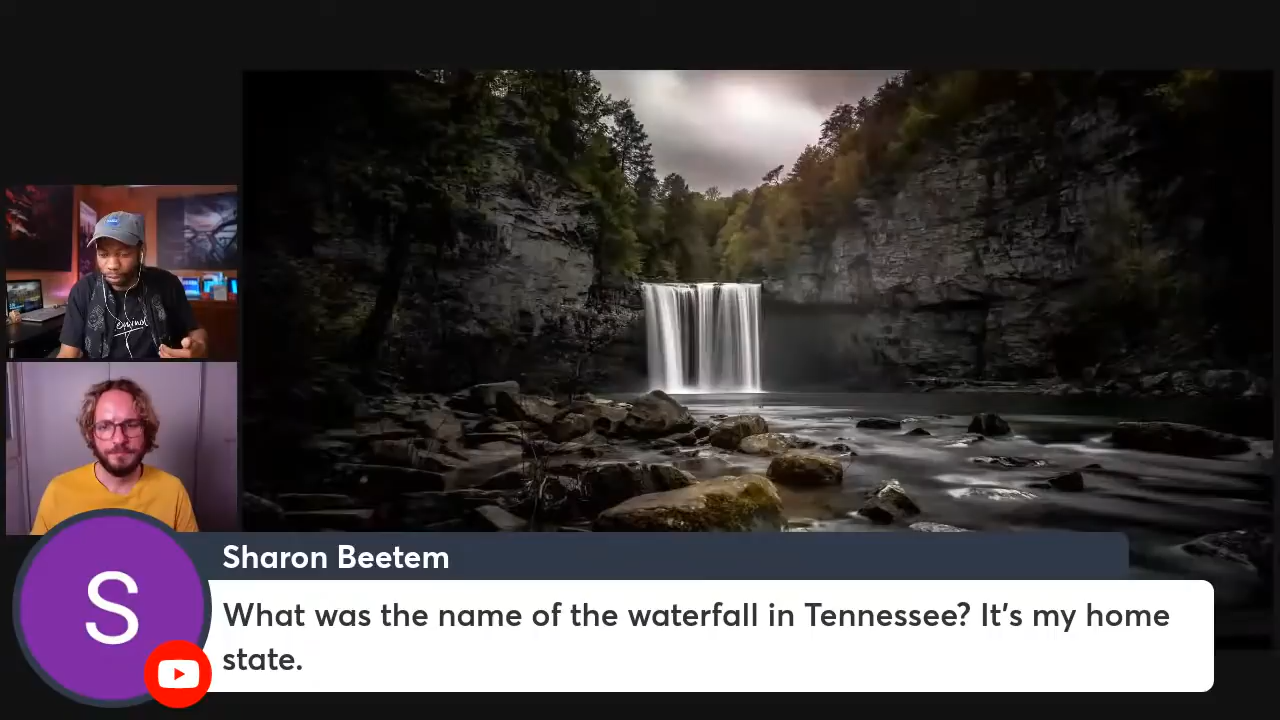 Sharon Beetem
What was the name of the waterfall in Tennessee? It's my home
state.
S